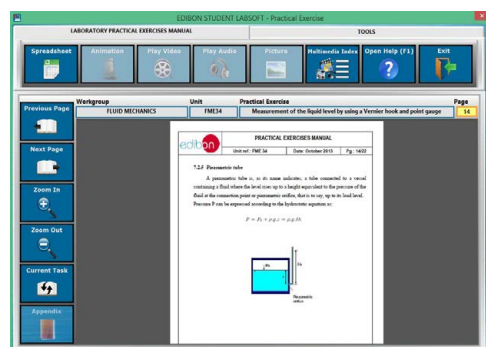 EDIBON STUDENT LABSOFT - Practical Exercise
LABORATORY PRACTICAL EXERCISES MANUAL
TOOLS
Spreadsheet
Animation
Play Video
Play Audio
Picture
Multimedia Index
Open Help (F1)
Exit
Previous Page
Workgroup
FLUID MECHANICS
Unit
FME34
Practical Exercise
Measurement of the liquid level by using a Vernier hook and point gauge
Page
14
Next Page
Zoom In
Zoom Out
Current Task
Appendix
edibon
PRACTICAL EXERCISES MANUAL
Unit ref.: FME 34
Date: October 2013
Pg.: 14/22
7.2.5 Piezometric tube
A piezometric tube is, as its name indicates, a tube connected to a vessel
containing a fluid where the level rises up to a height equivalent to the pressure of the
fluid at the connection point or piezometric orifice, that is to say, up to its load level.
Pressure P can be expressed according to the hydrostatic equation as:
Piezometric
orifice